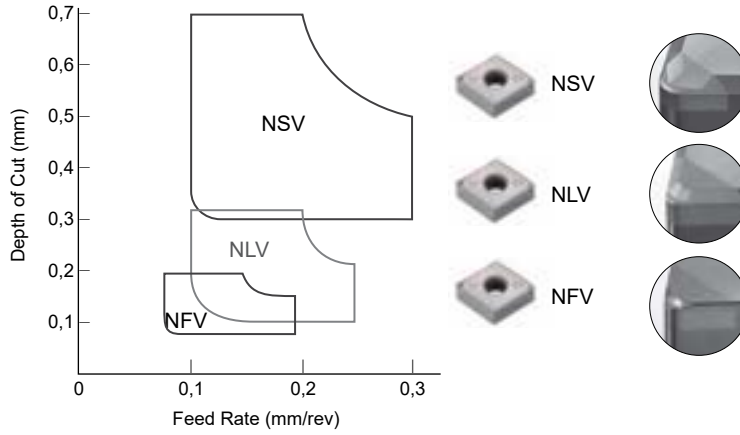 0,7
0,6
0,5
0,4
0,3
0,2
0,1
Depth of Cut (mm)
NSV
NLV
NFV
0
0,1
0,2
0,3
Feed Rate (mm/rev)
NSV
NLV
NFV